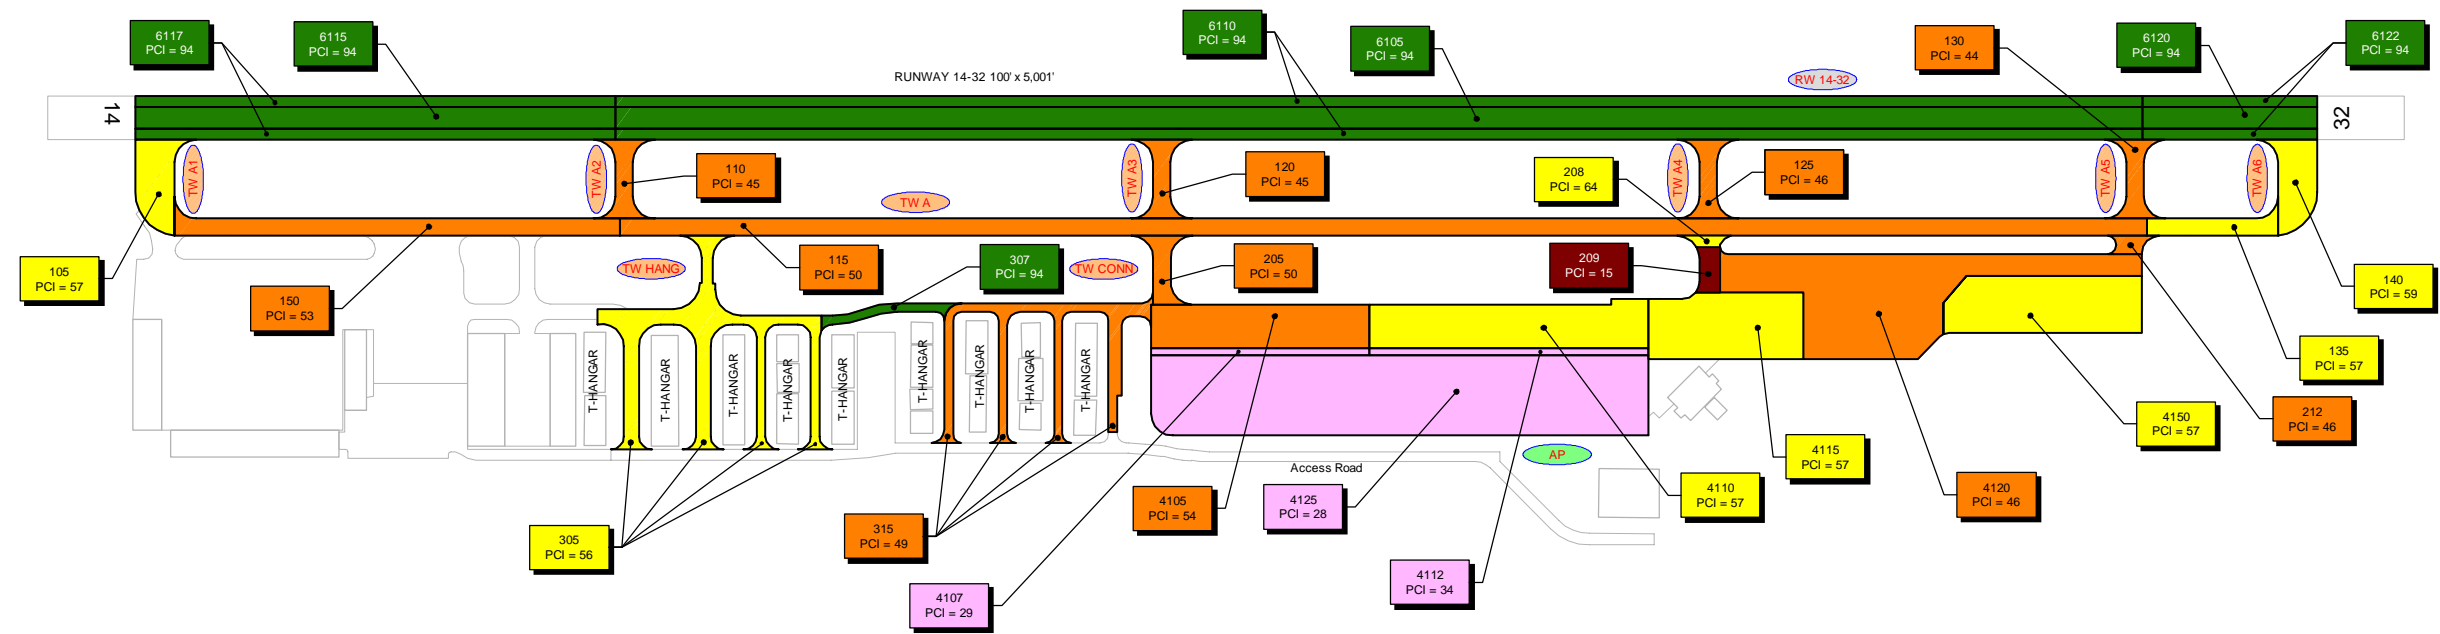 6117
PCI = 94
6115
PCI = 94
6110
PCI = 94
6105
PCI = 94
130
PCI = 44
6120
PCI = 94
6122
PCI = 94
RUNWAY 14-32 100' x 5,001'
RW 14-32
14
32
TW A1
TW A2
110
PCI = 45
TW A
TW A3
120
PCI = 45
208
PCI = 64
TW A4
125
PCI = 46
TW A5
TW A6
105
PCI = 57
150
PCI = 53
TW HANG
115
PCI = 50
307
PCI = 94
TW CONN
205
PCI = 50
209
PCI = 15
140
PCI = 59
135
PCI = 57
T-HANGAR
T-HANGAR
T-HANGAR
T-HANGAR
T-HANGAR
T-HANGAR
T-HANGAR
T-HANGAR
T-HANGAR
212
PCI = 46
4150
PCI = 57
4115
PCI = 57
AP
Access Road
4105
PCI = 54
4125
PCI = 28
4110
PCI = 57
4120
PCI = 46
305
PCI = 56
315
PCI = 49
4107
PCI = 29
4112
PCI = 34